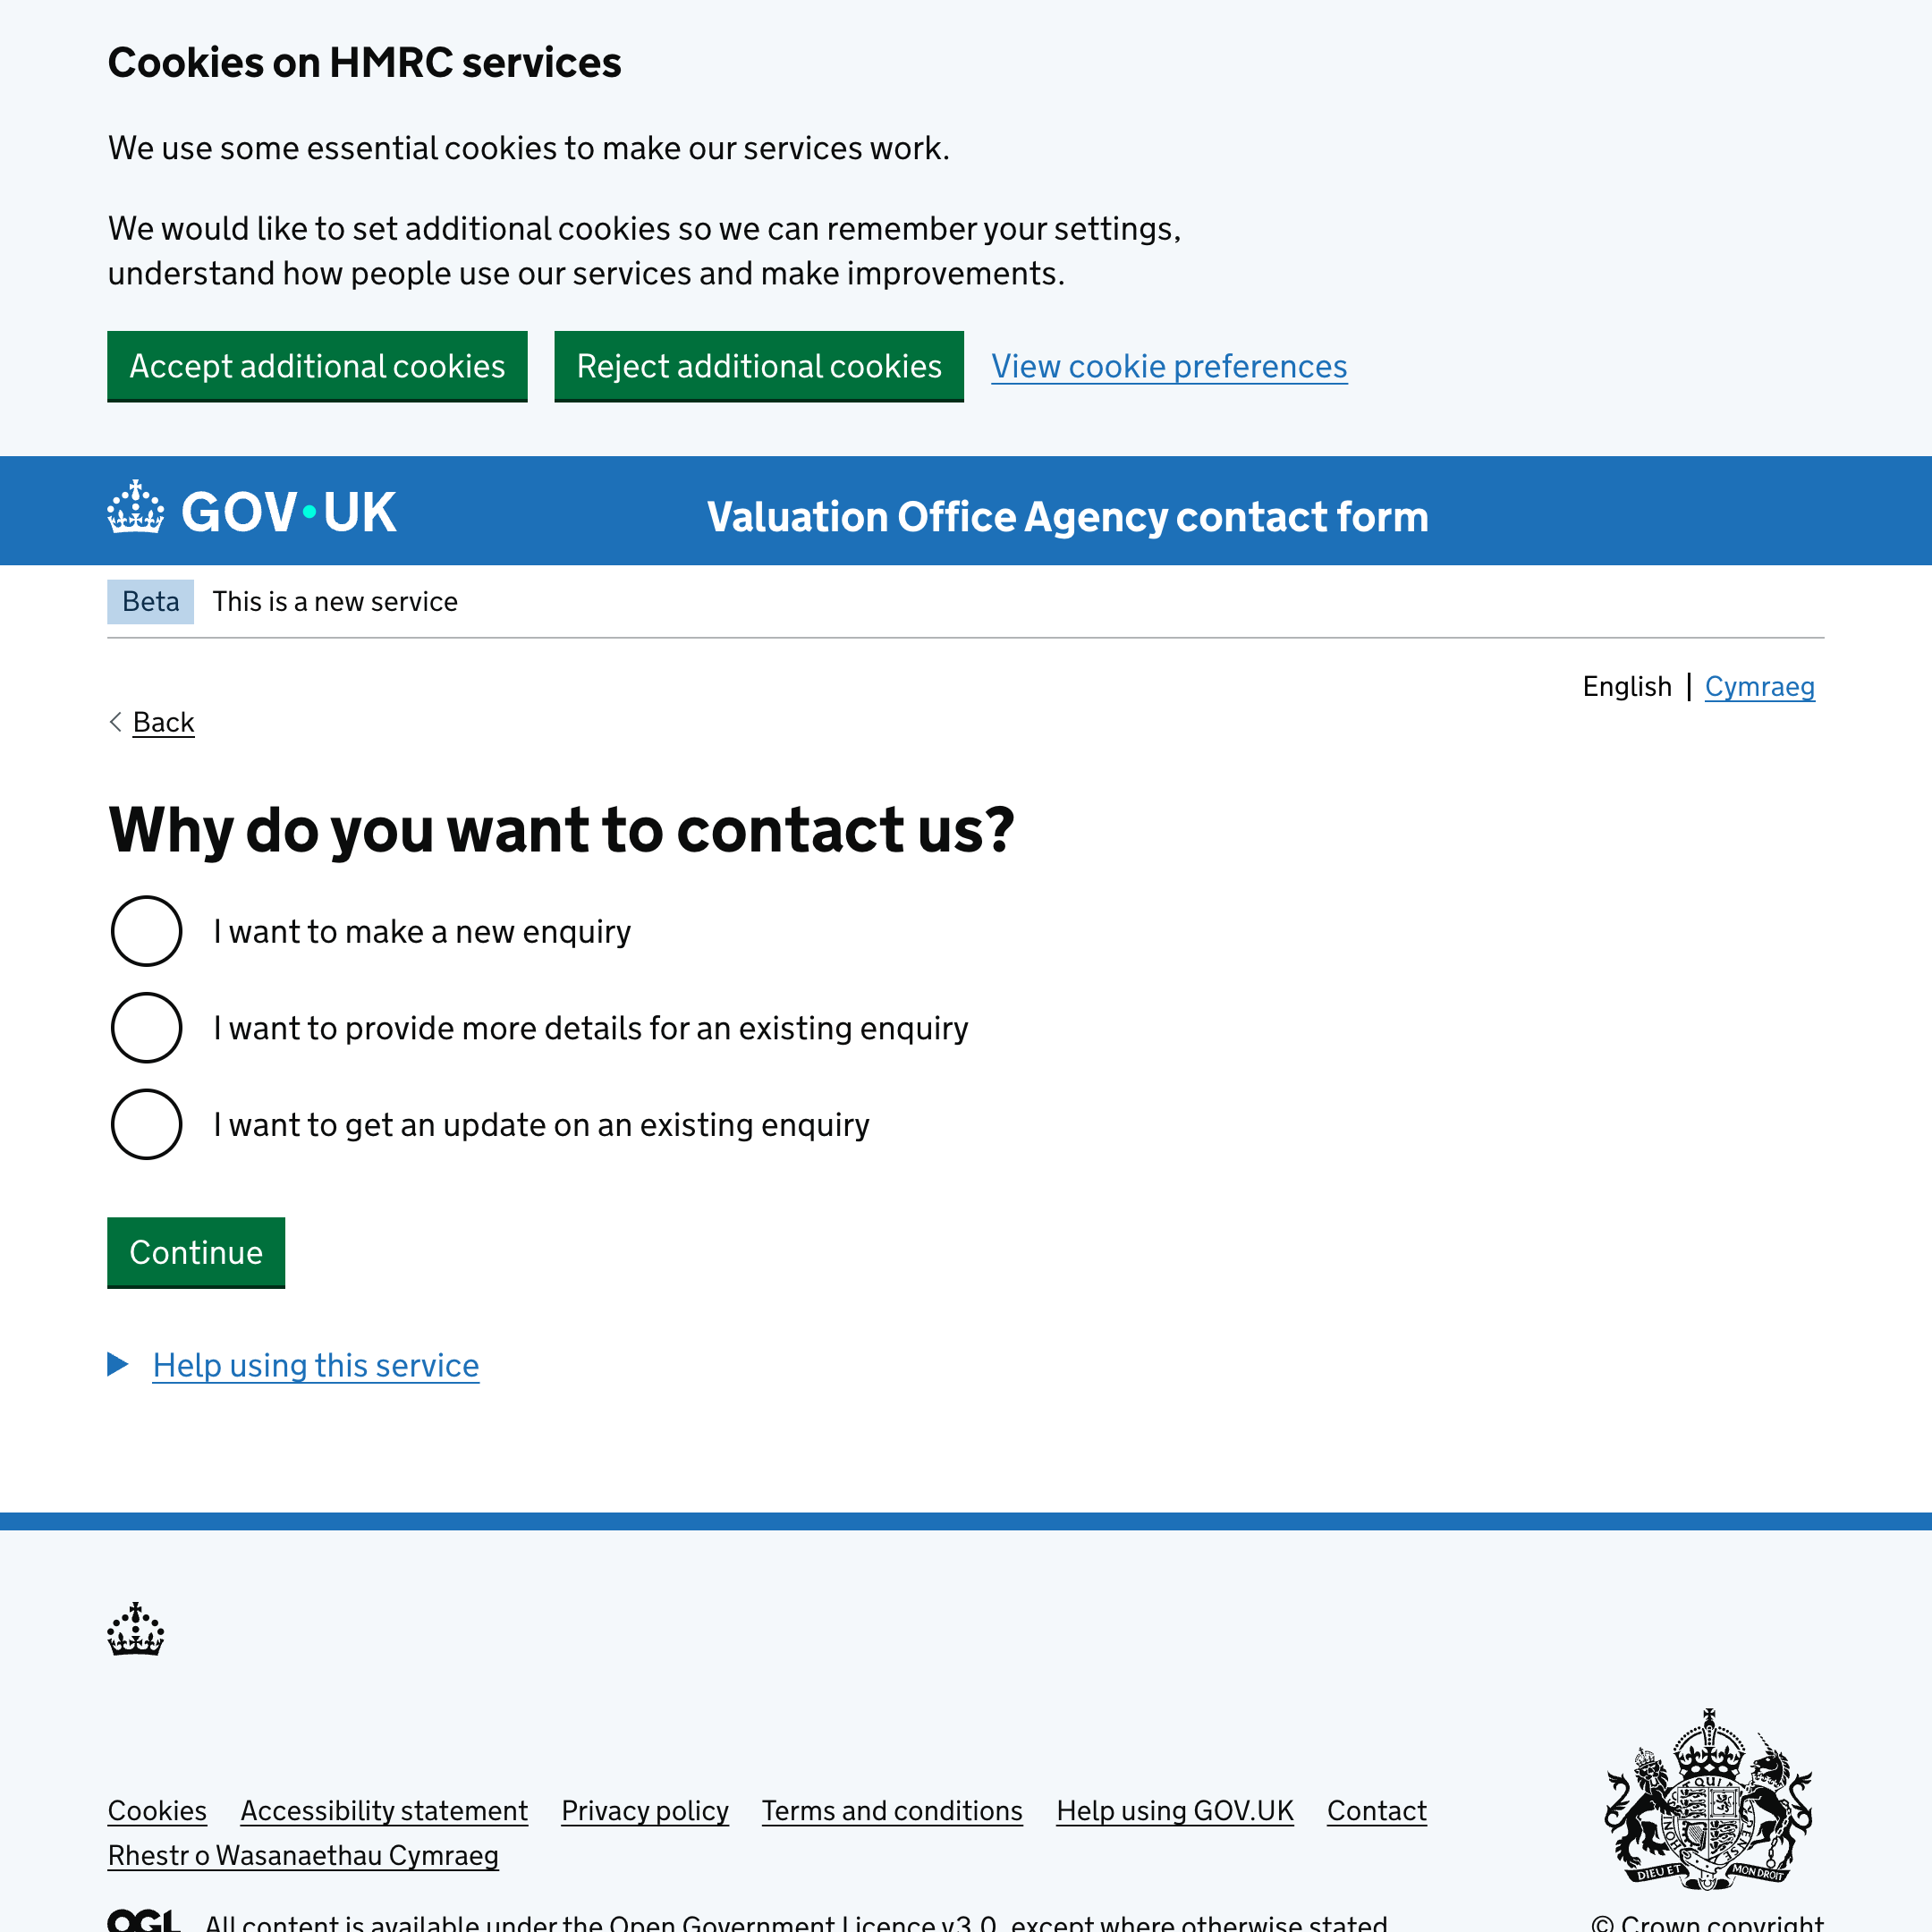 Cookies on HMRC services
We use some essential cookies to make our services work.
We would like to set additional cookies so we can remember your settings,
understand how people use our services and make improvements.
Accept additional cookies
Reject additional cookies
View cookie preferences
GOV·UK
Valuation Office Agency contact form
Beta
This is a new service
English | Cymraeg
Back
Why do you want to contact us?
I want to make a new enquiry
I want to provide more details for an existing enquiry
I want to get an update on an existing enquiry
Continue
Help using this service
Cookies
Accessibility statement
Privacy policy
Terms and conditions
Help using GOV.UK
Contact
Rhestr o Wasanaethau Cymraeg
DIEU ET MON DROIT
OGL
All content is available under the Open Government Licence v3.0, except where otherwise stated
© Crown copyright